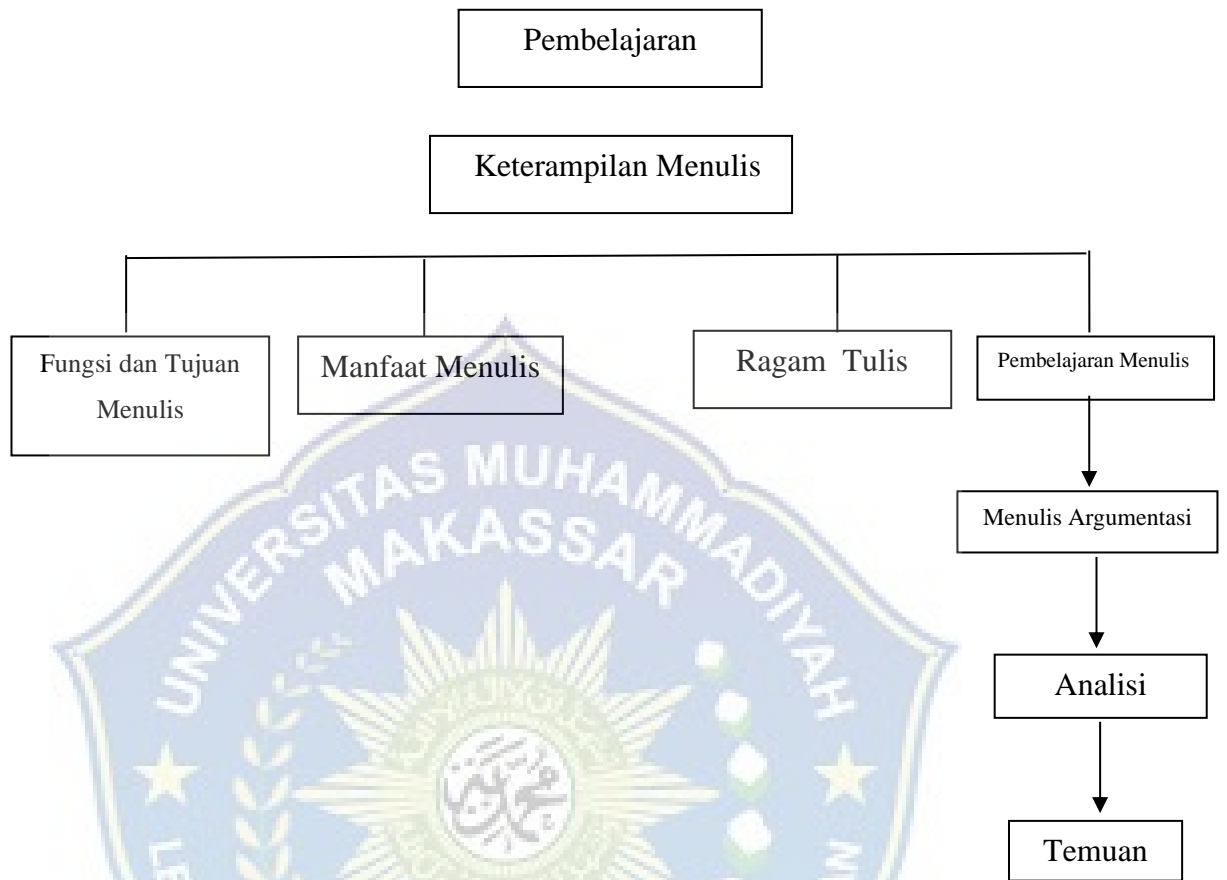 Pembelajaran
Keterampilan Menulis
Fungsi dan Tujuan
Menulis
Manfaat Menulis
Ragam Tulis
Pembelajaran Menulis
Menulis Argumentasi
Analisi
Temuan
UNIVERSITAS MUHAMMADIYAH
MAKASSAR